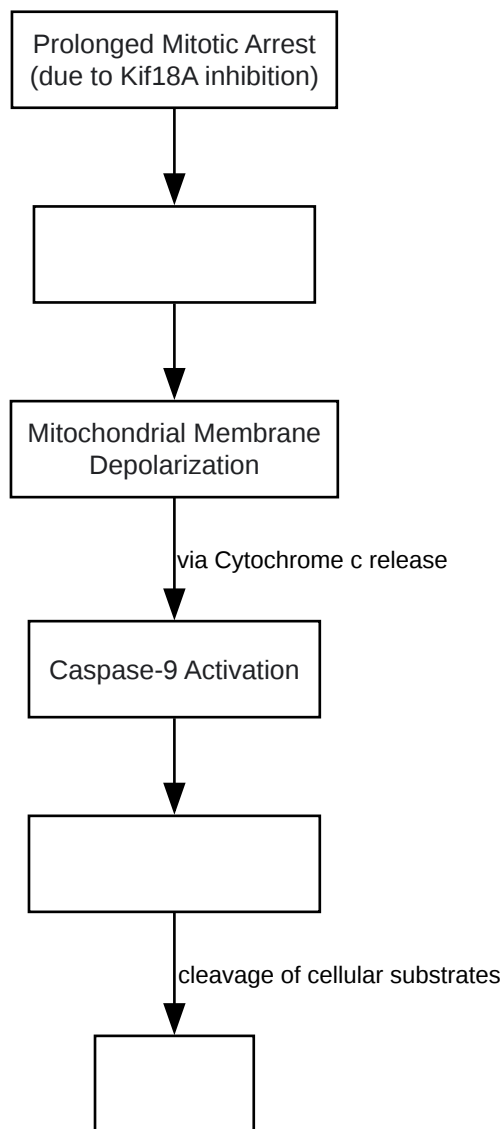 Prolonged Mitotic Arrest
(due to Kif18A inhibition)
Mitochondrial Membrane
Depolarization
via Cytochrome c release
Caspase-9 Activation
cleavage of cellular substrates